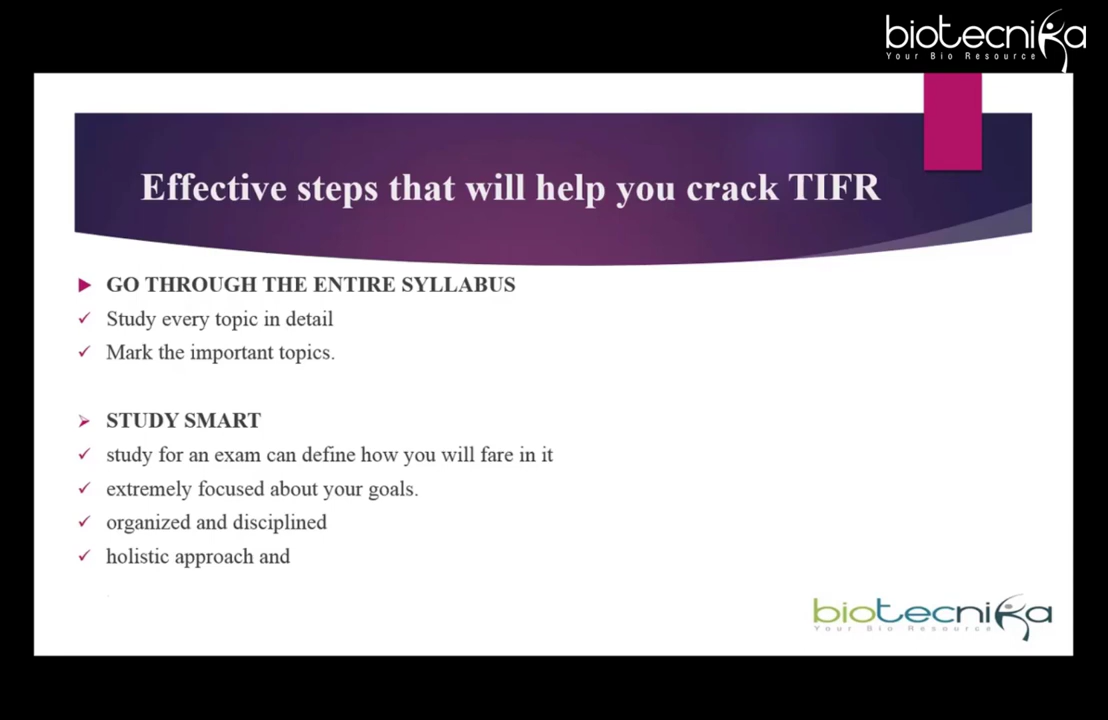 biotecnika
Your Bio Resource
Effective steps that will help you crack TIFR
GO THROUGH THE ENTIRE SYLLABUS
Study every topic in detail
Mark the important topics.
STUDY SMART
study for an exam can define how you will fare in it
extremely focused about your goals.
organized and disciplined
holistic approach and
biotecnika
Your Bio Resource